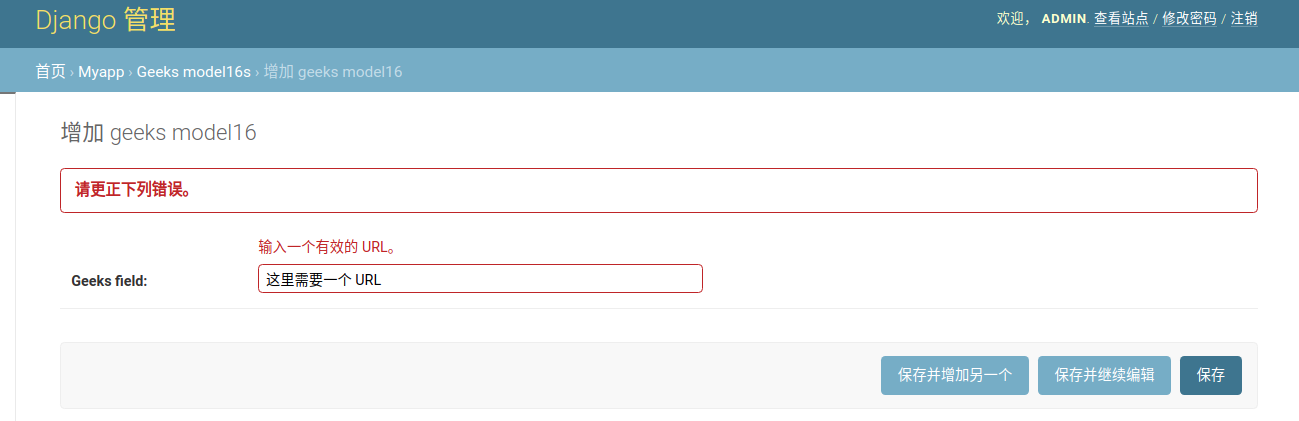 Django 管理
欢迎， ADMIN. 查看站点 / 修改密码 / 注销
首页 › Myapp › Geeks model16s › 增加 geeks model16
增加 geeks model16
请更正下列错误。
输入一个有效的 URL。
Geeks field: 这里需要一个 URL
保存并增加另一个 保存并继续编辑 保存